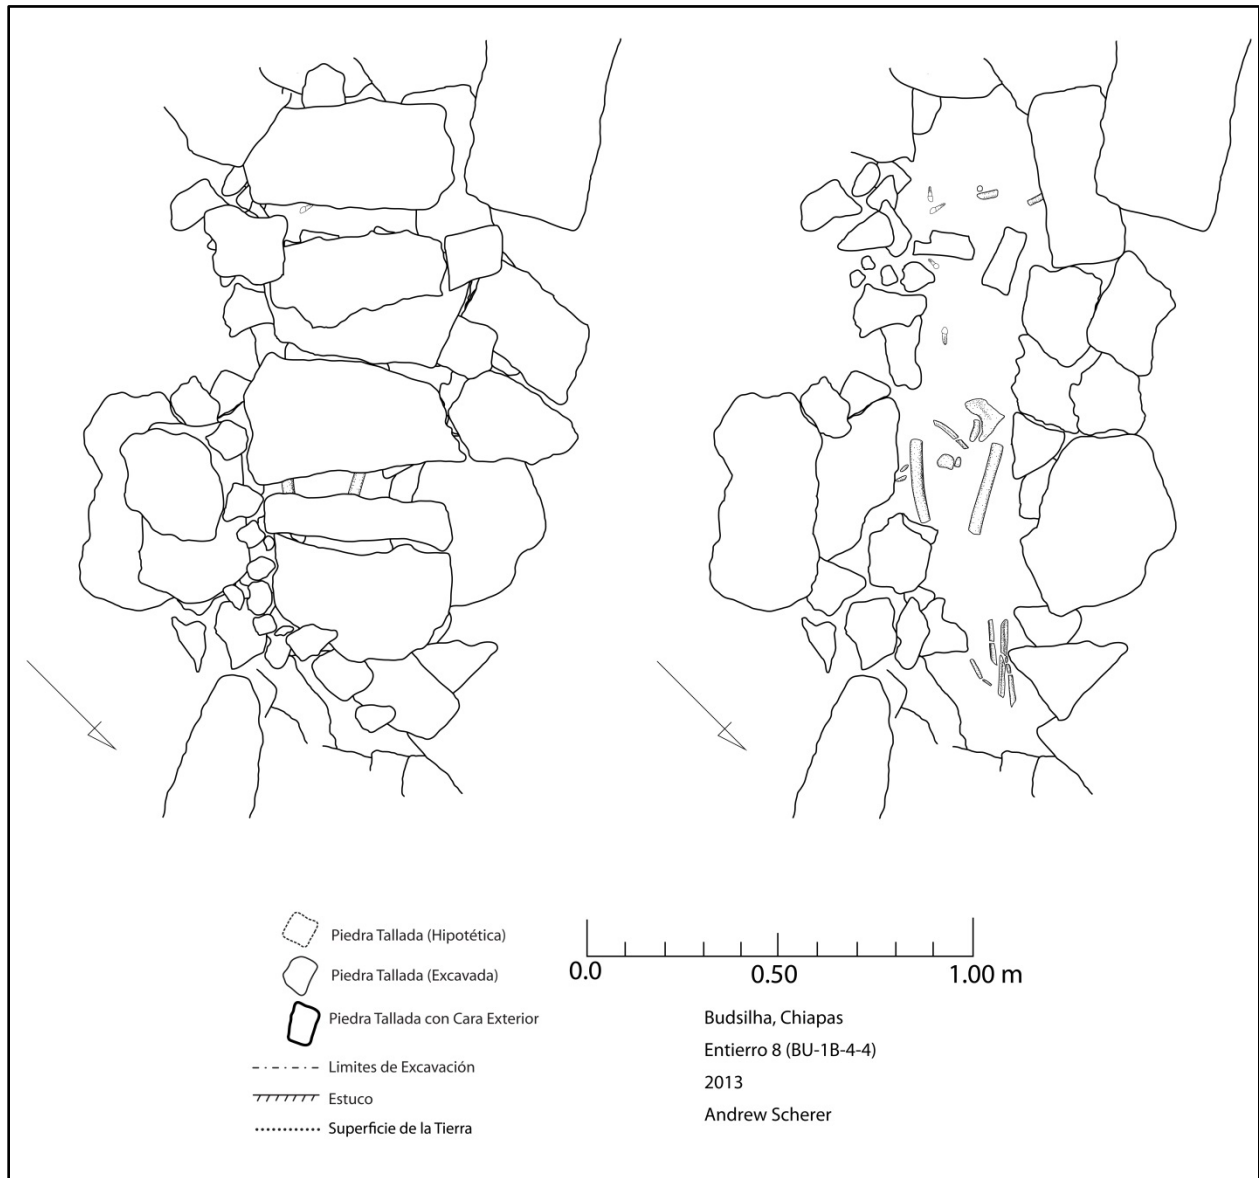 Piedra Tallada (Hipotética)
Piedra Tallada (Excavada)
Piedra Tallada con Cara Exterior
Limites de Excavación
Estuco
Superficie de la Tierra
0.0 0.50 1.00 m
Budsilha, Chiapas
Entierro 8 (BU-1B-4-4)
2013
Andrew Scherer